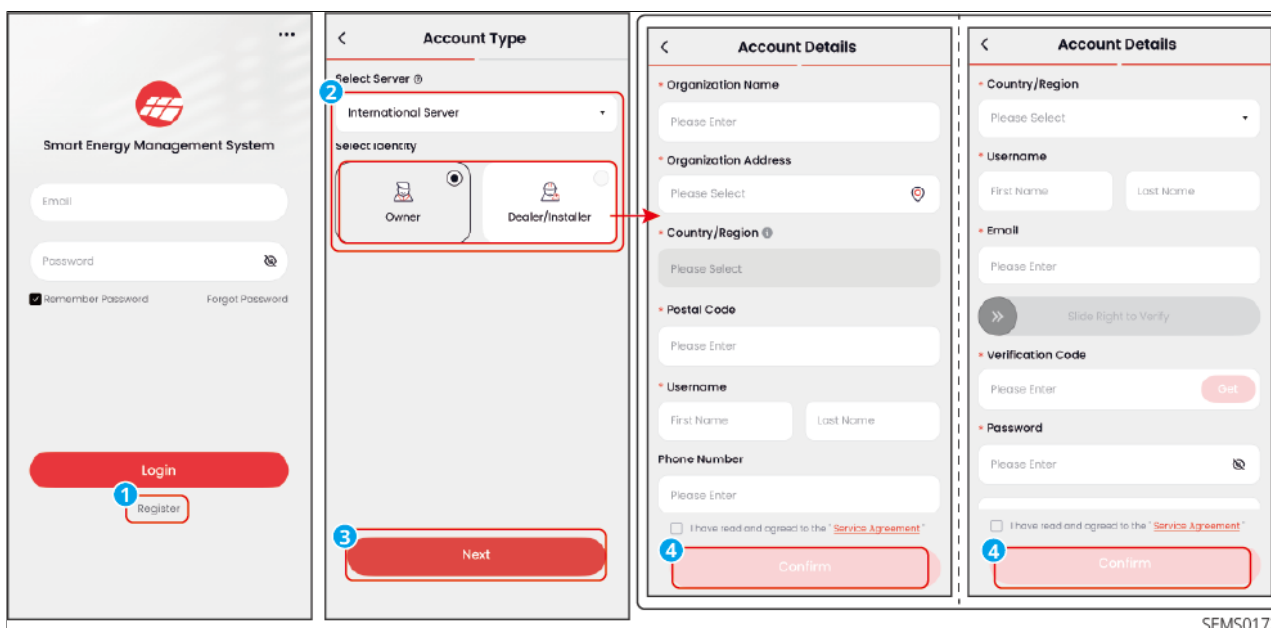 Smart Energy Management System
Email
Password
Remember Password Forgot Password
Login
1
Register
Account Type
Select Server
2
International Server
Select Identity
Owner Dealer/Installer
3
Next
Account Details
* Organization Name
Please Enter
* Organization Address
Please Select
* Country/Region
Please Select
* Postal Code
Please Enter
* Username
First Name Last Name
Phone Number
Please Enter
I have read and agreed to the "Service Agreement"
4
Confirm
Account Details
* Country/Region
Please Select
* Username
First Name Last Name
* Email
Please Enter
Slide Right to Verify
* Verification Code
Please Enter Get
* Password
Please Enter
I have read and agreed to the "Service Agreement"
4
Confirm